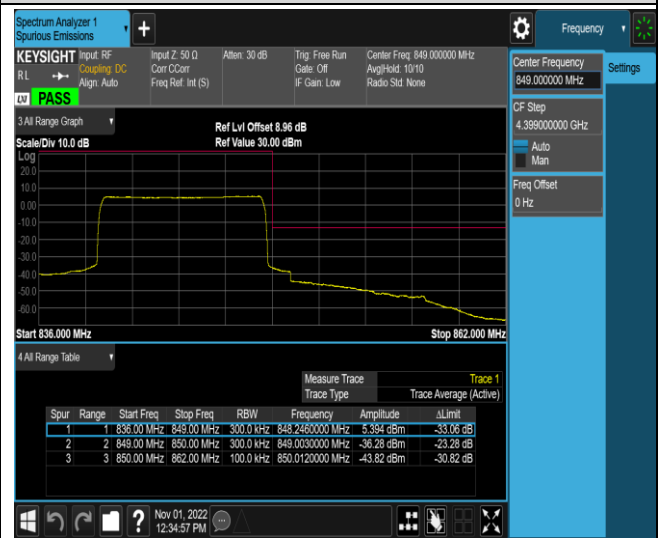 Spectrum Analyzer 1
Spurious Emissions
+
Frequency
KEYSIGHT Input: RF Input Z: 50 Ω Atten: 30 dB Trig: Free Run Center Freq: 849.000000 MHz
RL Coupling: DC Corr CCorr Gate: Off Avg|Hold: 10/10
Align: Auto Freq Ref: Int (S) IF Gain: Low Radio Std: None
PASS
Center Frequency
849.000000 MHz
Settings
CF Step
4.399000000 GHz
Auto
Man
Freq Offset
0 Hz
3 All Range Graph
Ref Lvl Offset 8.96 dB
Scale/Div 10.0 dB Ref Value 30.00 dBm
Log
20.0
10.0
0.00
-10.0
-20.0
-30.0
-40.0
-50.0
-60.0
Start 836.000 MHz Stop 862.000 MHz
4 All Range Table
Measure Trace Trace 1
Trace Type Trace Average (Active)
Spur Range Start Freq Stop Freq RBW Frequency Amplitude ΔLimit
1 1 836.00 MHz 849.00 MHz 300.0 kHz 848.2460000 MHz 5.394 dBm -33.06 dB
2 2 849.00 MHz 850.00 MHz 300.0 kHz 849.0030000 MHz -36.28 dBm -23.28 dB
3 3 850.00 MHz 862.00 MHz 100.0 kHz 850.0120000 MHz -43.82 dBm -30.82 dB
?
Nov 01, 2022
12:34:57 PM